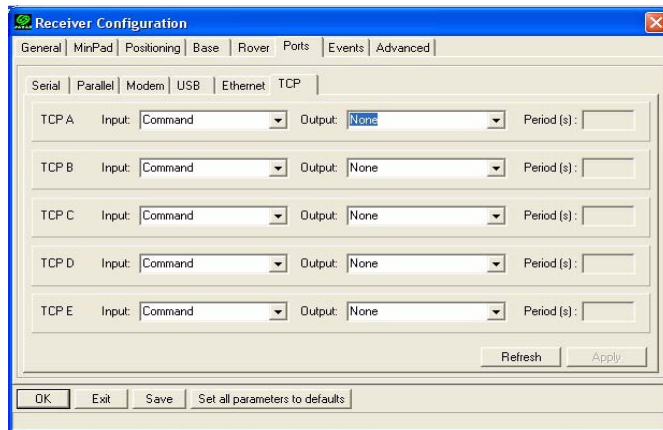 Receiver Configuration
General MinPad Positioning Base Rover Ports Events Advanced
Serial Parallel Modem USB Ethernet TCP
TCP A Input: Command Output: None Period (s) :
TCP B Input: Command Output: None Period (s) :
TCP C Input: Command Output: None Period (s) :
TCP D Input: Command Output: None Period (s) :
TCP E Input: Command Output: None Period (s) :
Refresh Apply
OK Exit Save Set all parameters to defaults